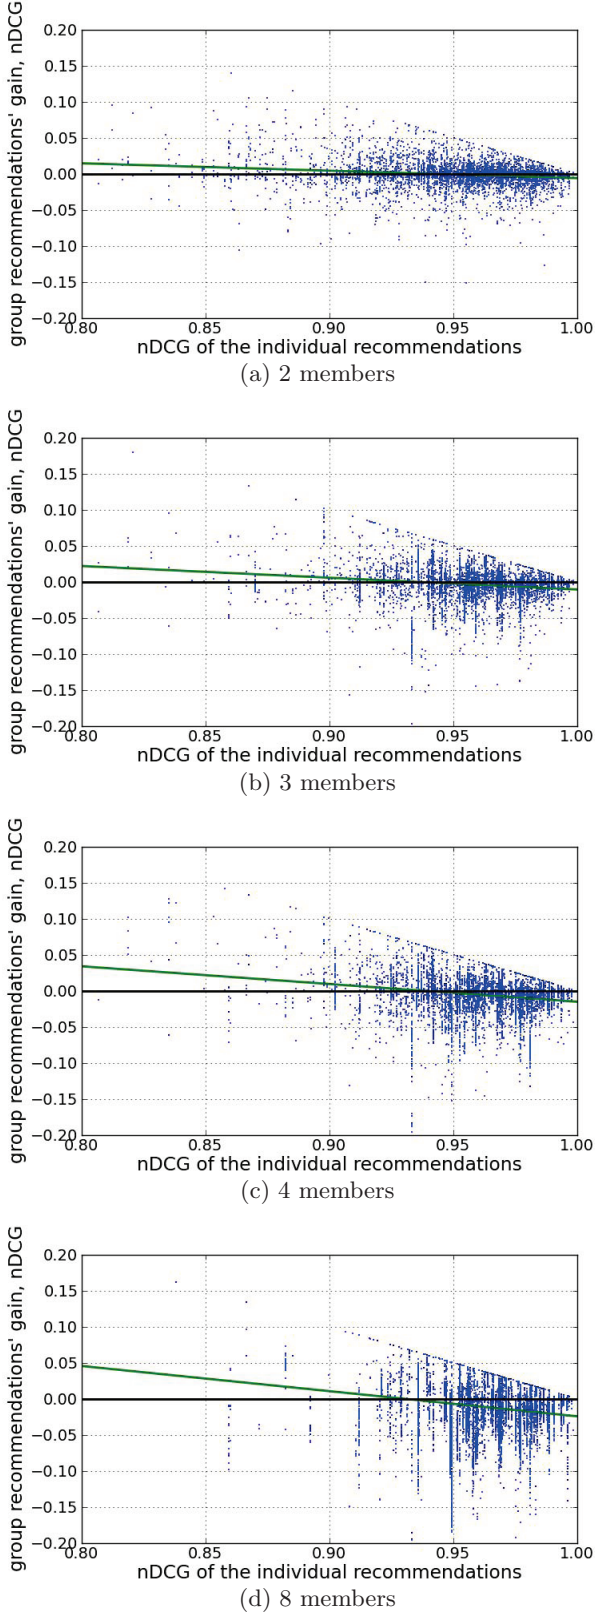 group recommendations' gain, nDCG
0.20
0.15
0.10
0.05
0.00
−0.05
−0.10
−0.15
−0.20
0.80 0.85 0.90 0.95 1.00
nDCG of the individual recommendations
(a) 2 members
group recommendations' gain, nDCG
0.20
0.15
0.10
0.05
0.00
−0.05
−0.10
−0.15
−0.20
0.80 0.85 0.90 0.95 1.00
nDCG of the individual recommendations
(b) 3 members
group recommendations' gain, nDCG
0.20
0.15
0.10
0.05
0.00
−0.05
−0.10
−0.15
−0.20
0.80 0.85 0.90 0.95 1.00
nDCG of the individual recommendations
(c) 4 members
group recommendations' gain, nDCG
0.20
0.15
0.10
0.05
0.00
−0.05
−0.10
−0.15
−0.20
0.80 0.85 0.90 0.95 1.00
nDCG of the individual recommendations
(d) 8 members